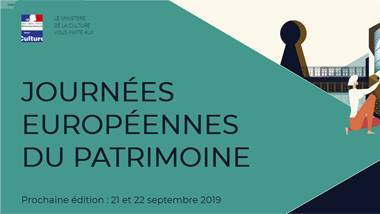 LE MINISTÈRE
DE LA CULTURE
VOUS INVITE AUX
Culture
JOURNÉES
EUROPÉENNES
DU PATRIMOINE
Prochaine édition : 21 et 22 septembre 2019